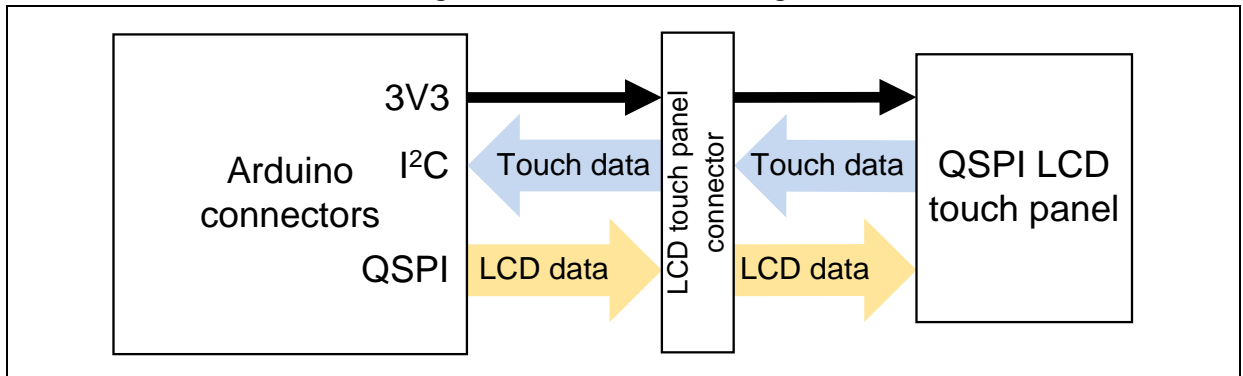 3V3
I²C
QSPI
Arduino
connectors
Touch data
LCD data
LCD touch panel
connector
Touch data
LCD data
QSPI LCD
touch panel